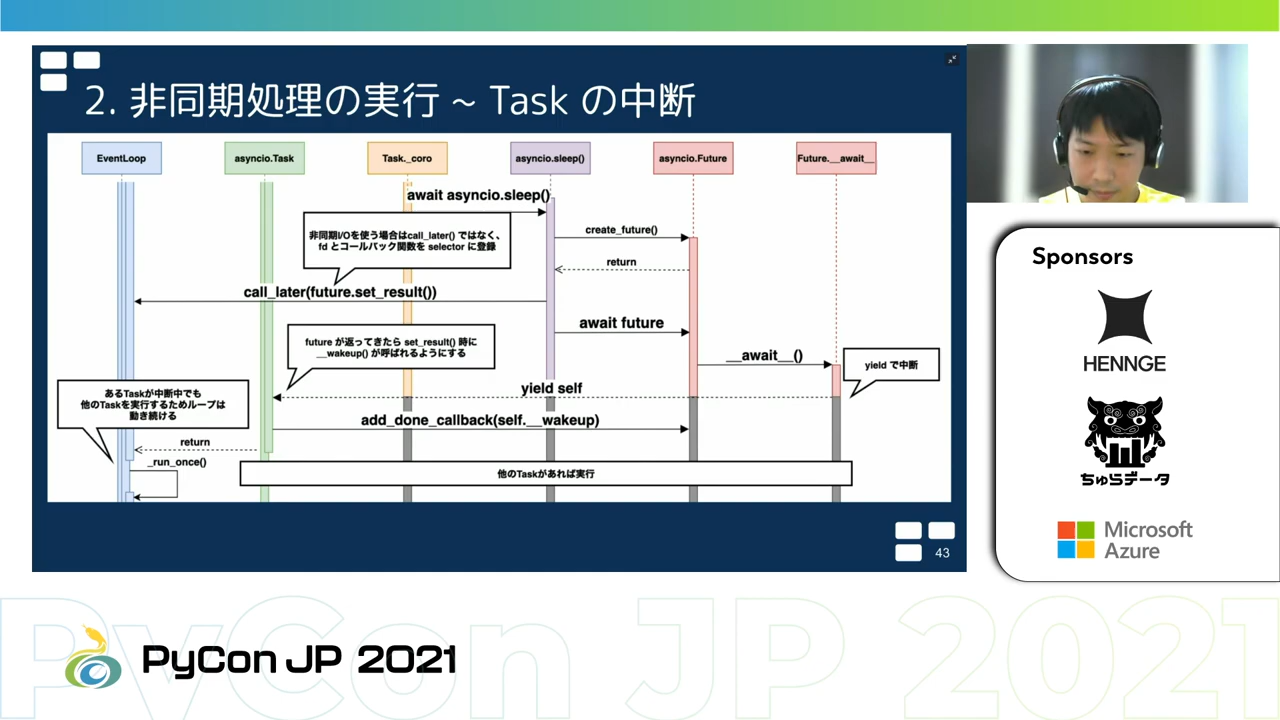 2. 非同期処理の実行 ~ Task の中断
EventLoop
asyncio.Task
Task._coro
asyncio.sleep()
asyncio.Future
Future.__await__
await asyncio.sleep()
非同期I/Oを使う場合はcall_later() ではなく、
fd とコールバック関数を selector に登録
create_future()
return
call_later(future.set_result())
await future
future が返ってきたら set_result() 時に
__wakeup() が呼ばれるようにする
__await__()
yield で中断
yield self
あるTaskが中断中でも
他のTaskを実行するためループは
動き続ける
add_done_callback(self.__wakeup)
return
_run_once()
他のTaskがあれば実行
43
Sponsors
HENNGE
ちゅらデータ
Microsoft
Azure
PyCon JP 2021
PyCon JP 2021